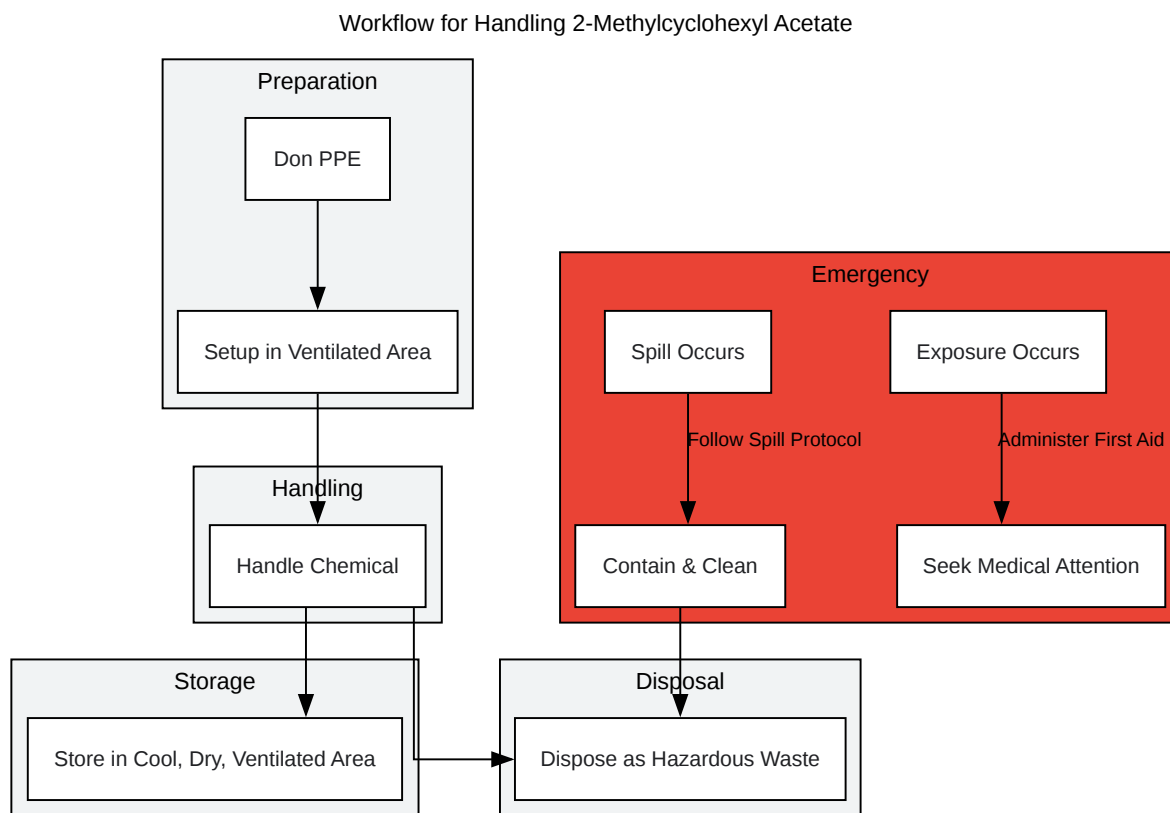 Workflow for Handling 2-Methylcyclohexyl Acetate
Preparation
Don PPE
Setup in Ventilated Area
Emergency
Spill Occurs
Exposure Occurs
Follow Spill Protocol
Administer First Aid
Contain & Clean
Seek Medical Attention
Handling
Handle Chemical
Storage
Store in Cool, Dry, Ventilated Area
Disposal
Dispose as Hazardous Waste